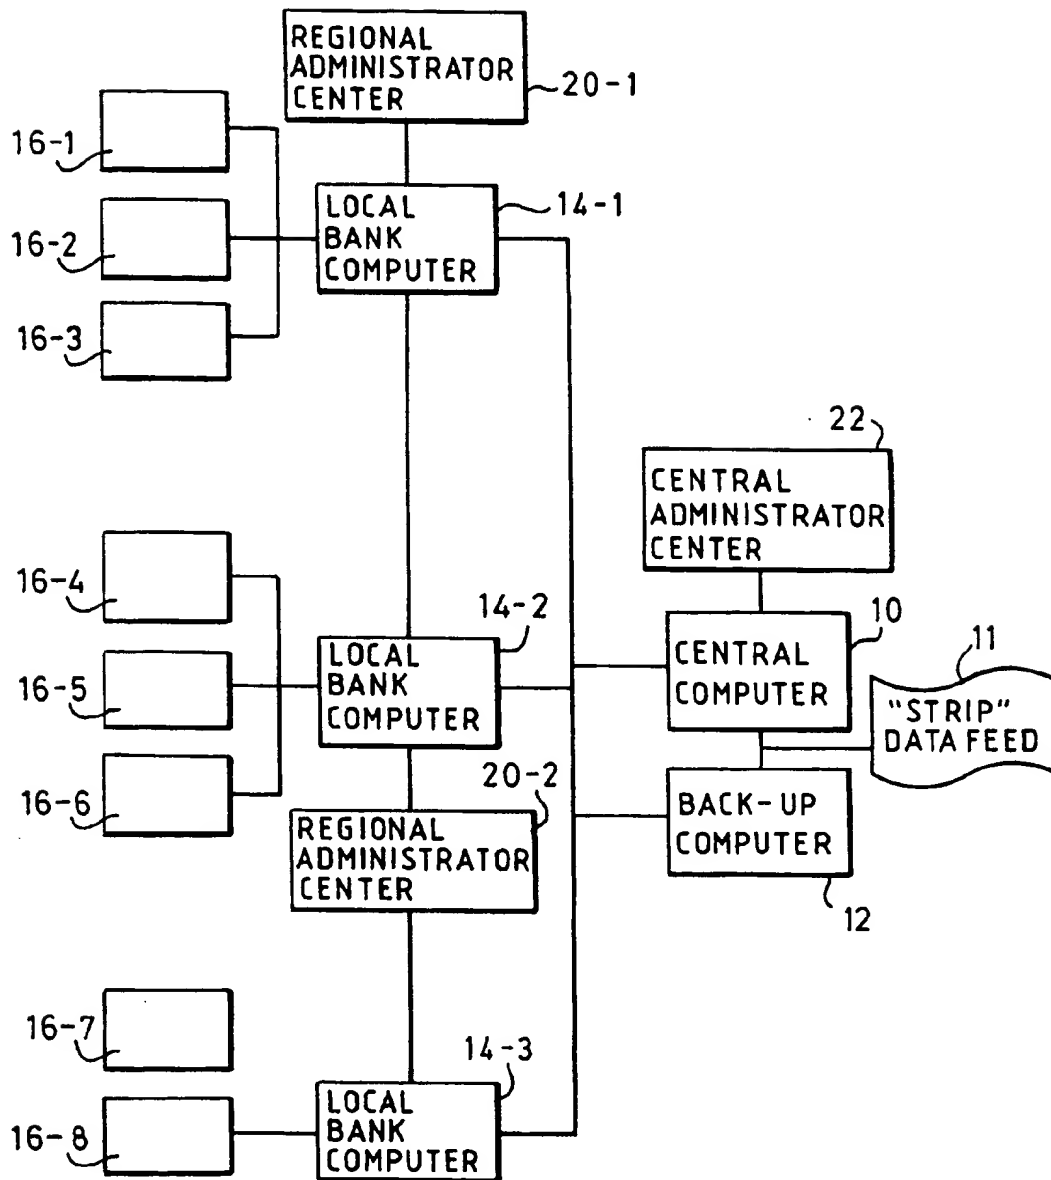 REGIONAL
ADMINISTRATOR
CENTER
20-1
16-1
LOCAL
BANK
COMPUTER
14-1
16-2
16-3
22
CENTRAL
ADMINISTRATOR
CENTER
16-4
14-2
10
11
LOCAL
BANK
COMPUTER
CENTRAL
COMPUTER
16-5
"STRIP"
DATA FEED
16-6
20-2
REGIONAL
ADMINISTRATOR
CENTER
BACK-UP
COMPUTER
12
16-7
14-3
LOCAL
BANK
COMPUTER
16-8